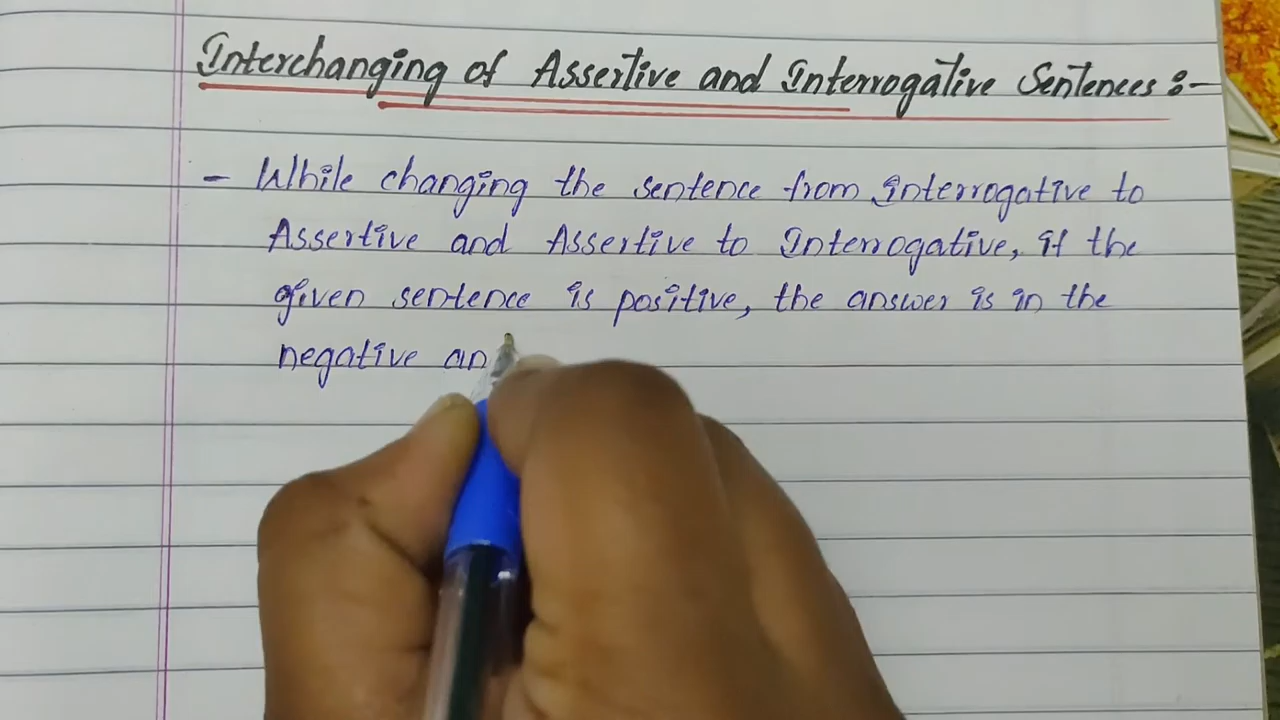 Interchanging of Assertive and Interrogative Sentences :-
- While changing the sentence from interrogative to
Assertive and Assertive to Interrogative, if the
given sentence is positive, the answer is in the
negative an